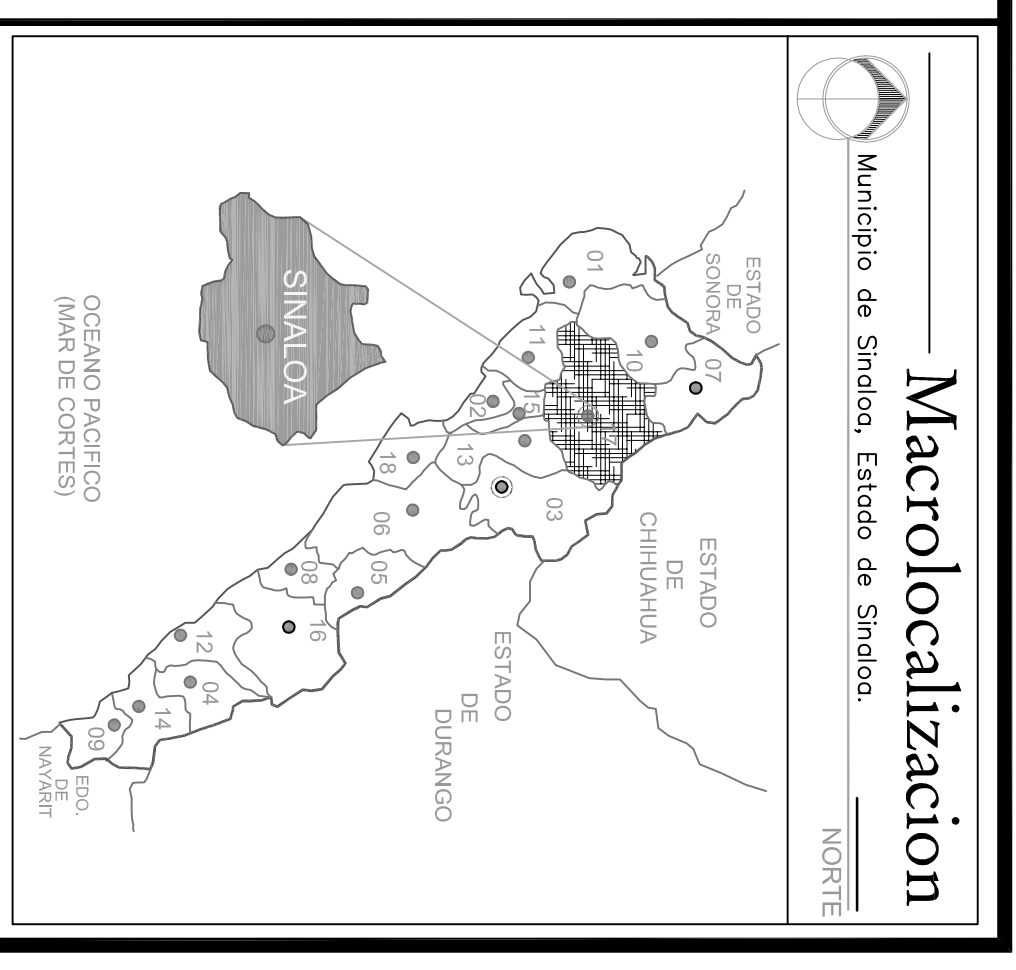 Macrolocalizacion
Municipio de Sinaloa, Estado de Sinaloa.
NORTE
ESTADO
DE
SONORA
07
10
01
11
17
15
02
03
13
18
06
05
08
16
12
04
14
09
ESTADO
DE
CHIHUAHUA
ESTADO
DE
DURANGO
SINALOA
OCEANO PACIFICO
(MAR DE CORTES)
EDO.
DE
NAYARIT